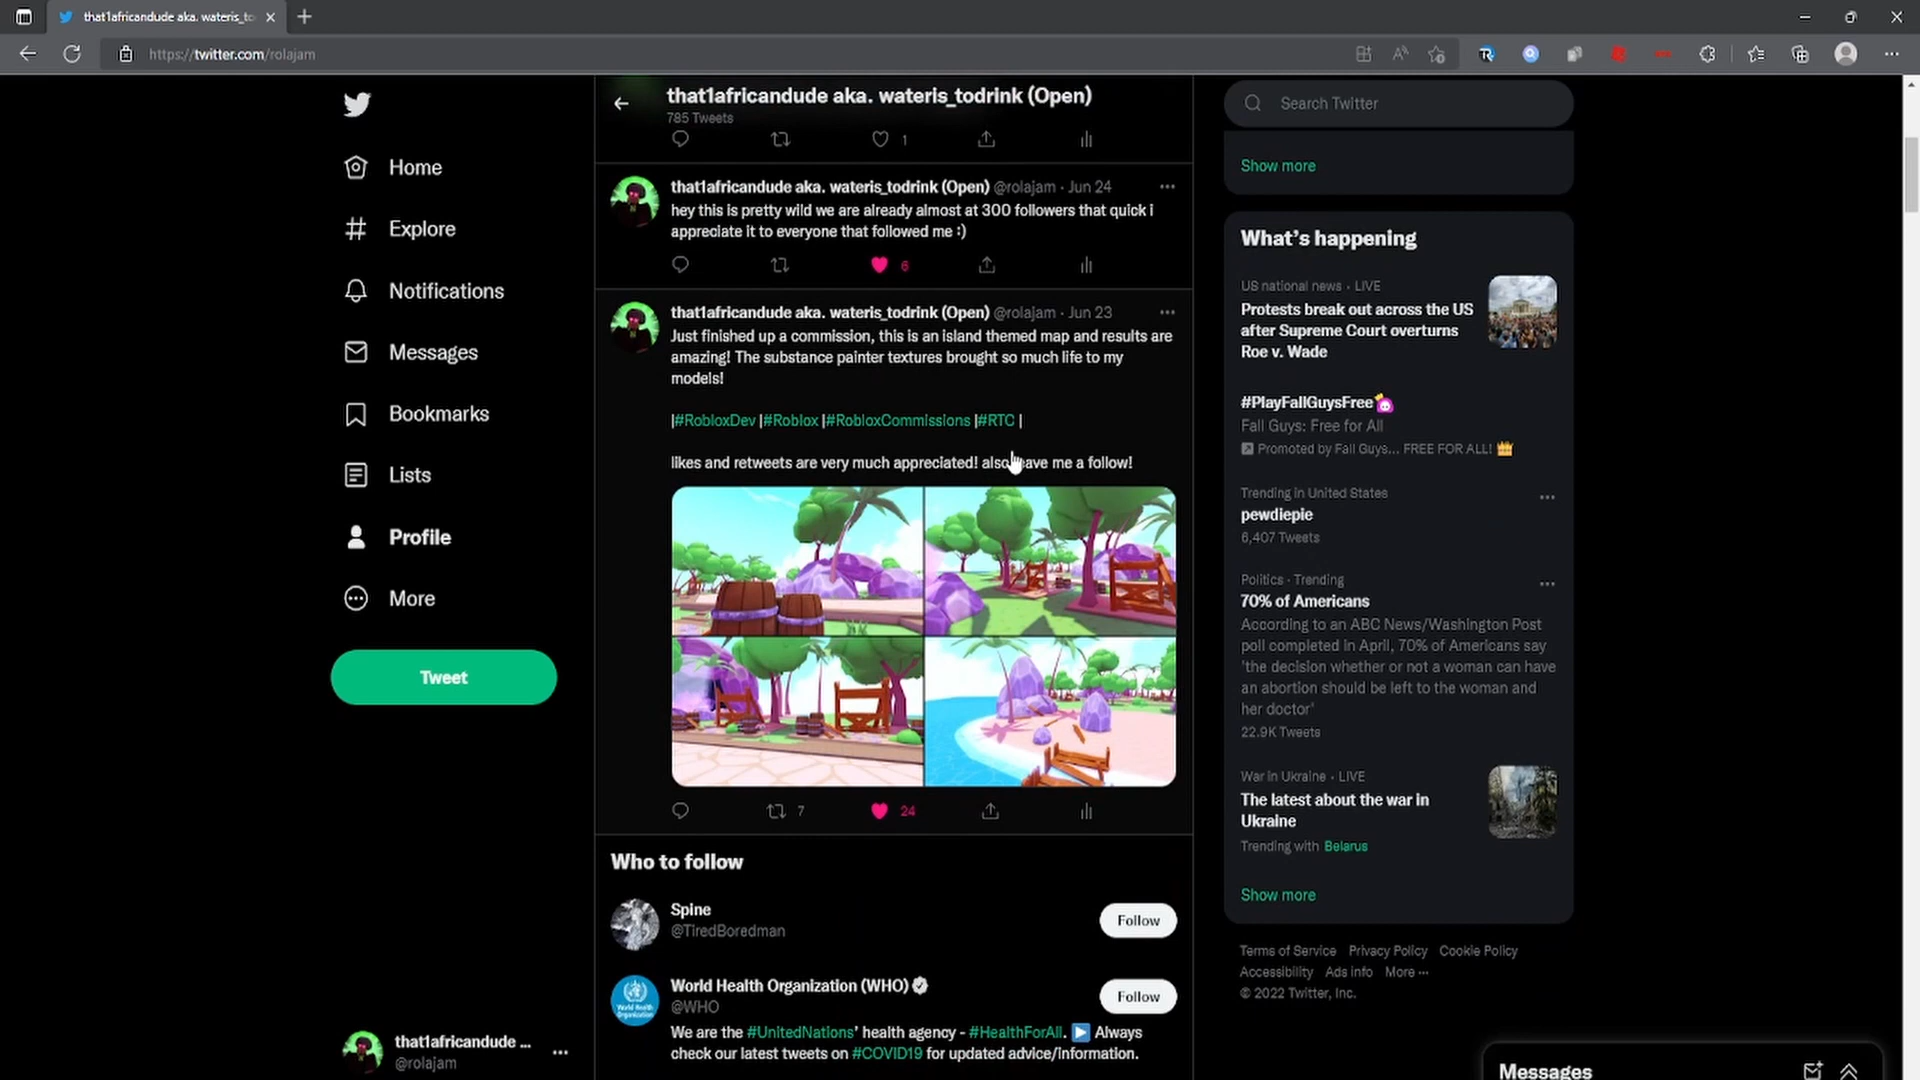 that1africandude aka. wateris_to
https://twitter.com/rolajam
Home
Explore
Notifications
Messages
Bookmarks
Lists
Profile
More
Tweet
that1africandude ...
@rolajam
that1africandude aka. wateris_todrink (Open)
785 Tweets
1
that1africandude aka. wateris_todrink (Open) @rolajam · Jun 24
hey this is pretty wild we are already almost at 300 followers that quick i
appreciate it to everyone that followed me :)
6
that1africandude aka. wateris_todrink (Open) @rolajam · Jun 23
Just finished up a commission, this is an island themed map and results are
amazing! The substance painter textures brought so much life to my
models!
|#RobloxDev |#Roblox |#RobloxCommissions |#RTC |
likes and retweets are very much appreciated! also me a follow!
7 24
Who to follow
Spine
@TiredBoredman
Follow
World Health Organization (WHO)
@WHO
Follow
We are the #UnitedNations' health agency - #HealthForAll. ▶ Always
check our latest tweets on #COVID19 for updated advice/information.
Search Twitter
Show more
What's happening
US national news · LIVE
Protests break out across the US
after Supreme Court overturns
Roe v. Wade
#PlayFallGuysFree
Fall Guys: Free for All
Promoted by Fall Guys... FREE FOR ALL! 👑
Trending in United States
pewdiepie
6,407 Tweets
Politics · Trending
70% of Americans
According to an ABC News/Washington Post
poll completed in April, 70% of Americans say
'the decision whether or not a woman can have
an abortion should be left to the woman and
her doctor'
22.9K Tweets
War in Ukraine · LIVE
The latest about the war in
Ukraine
Trending with Belarus
Show more
Terms of Service Privacy Policy Cookie Policy
Accessibility Ads info More ···
© 2022 Twitter, Inc.
Messages